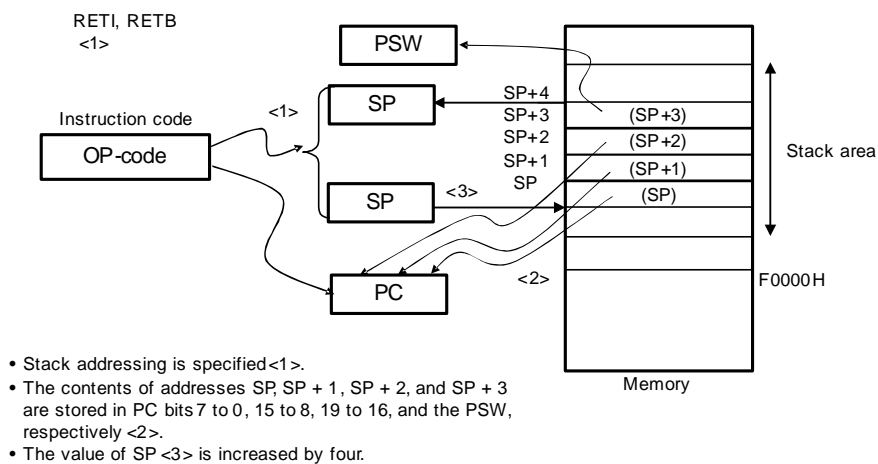 RETI, RETB
<1>
PSW
SP+4
<1>
SP
SP+3
(SP+3)
Instruction code
SP+2
(SP+2)
Stack area
OP-code
SP+1
(SP+1)
<3>
SP
SP
(SP)
<2>
F0000H
PC
Memory
• Stack addressing is specified <1>.
• The contents of addresses SP, SP + 1, SP + 2, and SP + 3
are stored in PC bits 7 to 0, 15 to 8, 19 to 16, and the PSW,
respectively <2>.
• The value of SP <3> is increased by four.